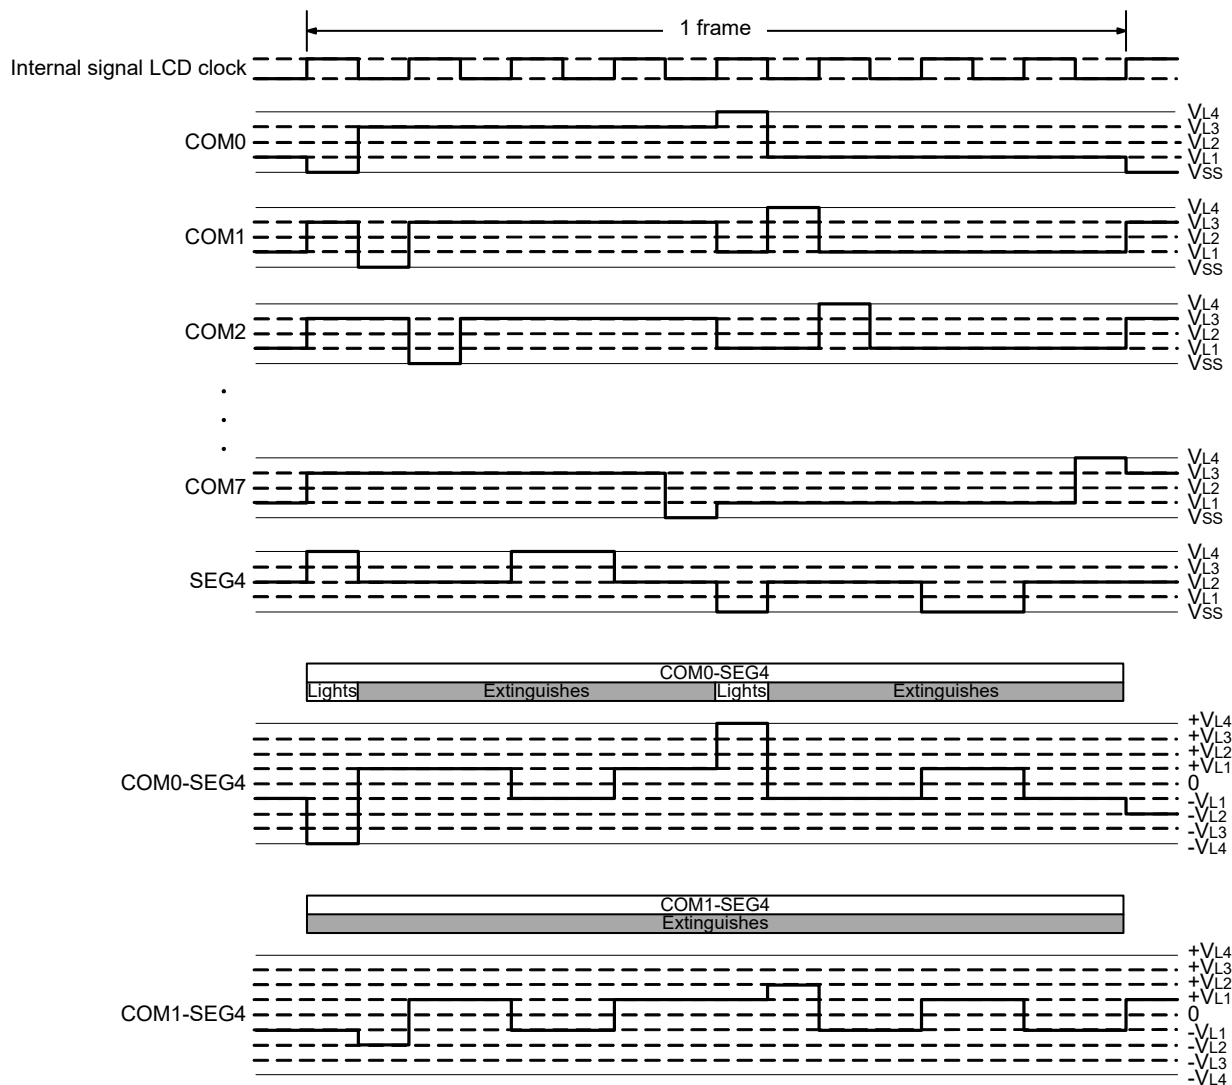 1 frame
Internal signal LCD clock
COM0
VL4
VL3
VL2
VL1
VSS
COM1
VL4
VL3
VL2
VL1
VSS
COM2
VL4
VL3
VL2
VL1
VSS
COM7
VL4
VL3
VL2
VL1
VSS
SEG4
VL4
VL3
VL2
VL1
VSS
COM0-SEG4
Lights Extinguishes Lights Extinguishes
COM0-SEG4
+VL4
+VL3
+VL2
+VL1
0
-VL1
-VL2
-VL3
-VL4
COM1-SEG4
Extinguishes
COM1-SEG4
+VL4
+VL3
+VL2
+VL1
0
-VL1
-VL2
-VL3
-VL4